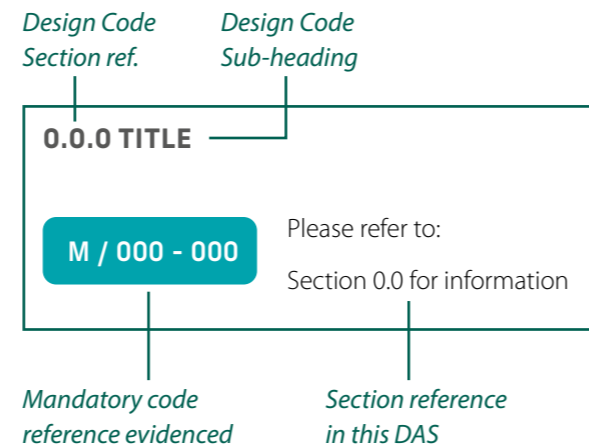 Design Code
Section ref.
Design Code
Sub-heading
0.0.0 TITLE
M / 000 - 000
Please refer to:
Section 0.0 for information
Mandatory code
reference evidenced
Section reference
in this DAS